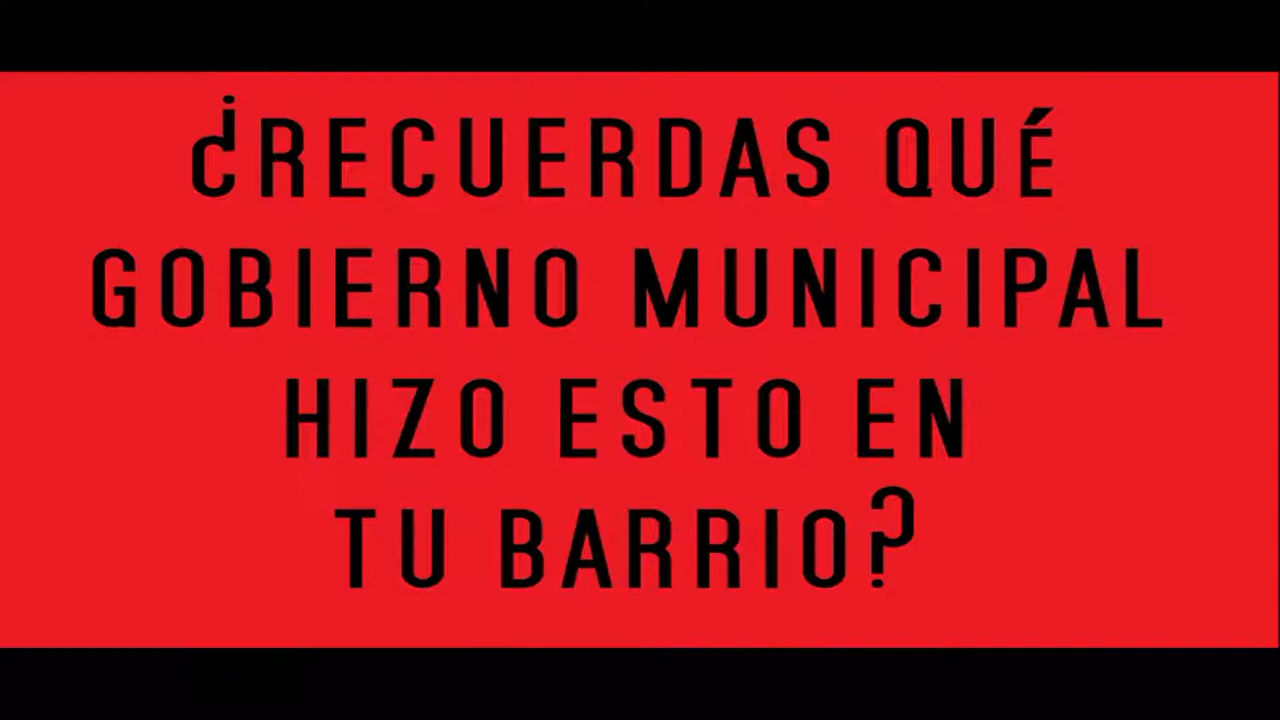 ¿RECUERDAS QUÉ
GOBIERNO MUNICIPAL
HIZO ESTO EN
TU BARRIO?